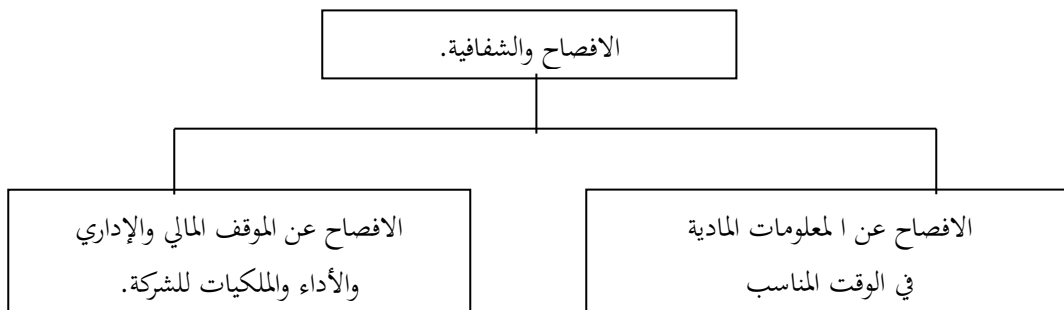 الافصاح والشفافية.
الافصاح عن ا لمعلومات المادية
في الوقت المناسب
الافصاح عن الموقف المالي والإداري
والأداء والملكيات للشركة.